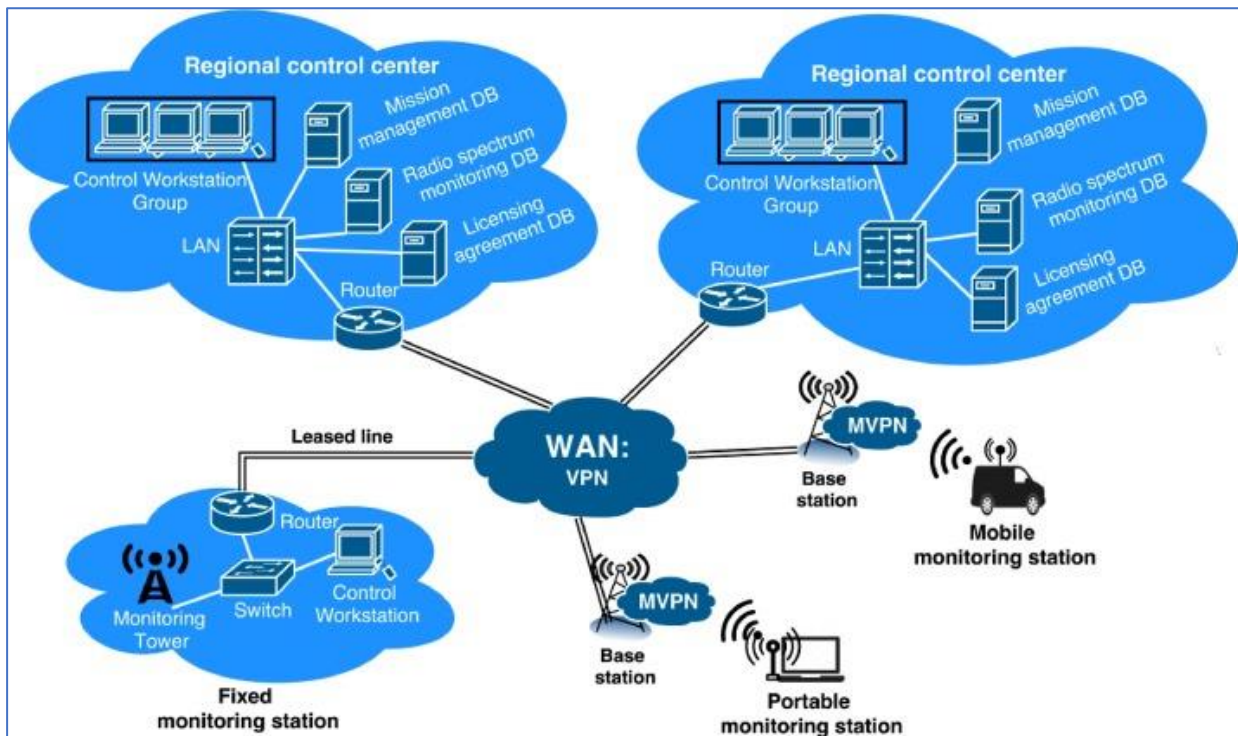 Regional control center
Mission
management DB
Radio spectrum
monitoring DB
Licensing
agreement DB
Control Workstation
Group
LAN
Router
Regional control center
Mission
management DB
Radio spectrum
monitoring DB
Licensing
agreement DB
Control Workstation
Group
LAN
Router
Leased line
WAN:
VPN
MVPN
Base
station
Mobile
monitoring station
Router
Monitoring
Tower
Switch
Control
Workstation
Fixed
monitoring station
MVPN
Base
station
Portable
monitoring station